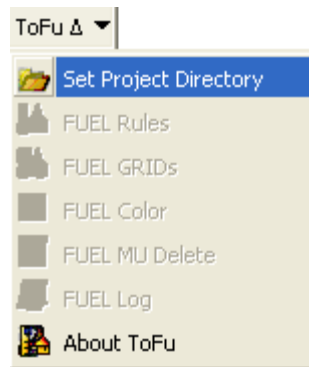 ToFu Δ
Set Project Directory
FUEL Rules
FUEL GRIDs
FUEL Color
FUEL MU Delete
FUEL Log
About ToFu